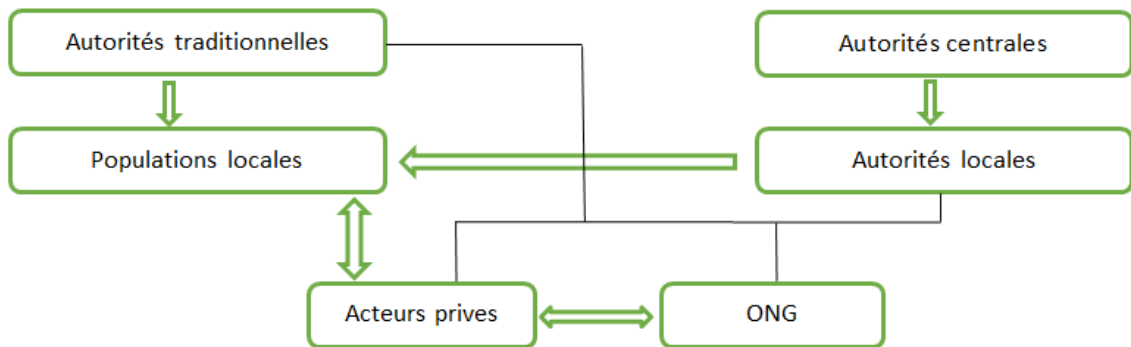 Autorités traditionnelles
Autorités centrales
Populations locales
Autorités locales
Acteurs prives
ONG